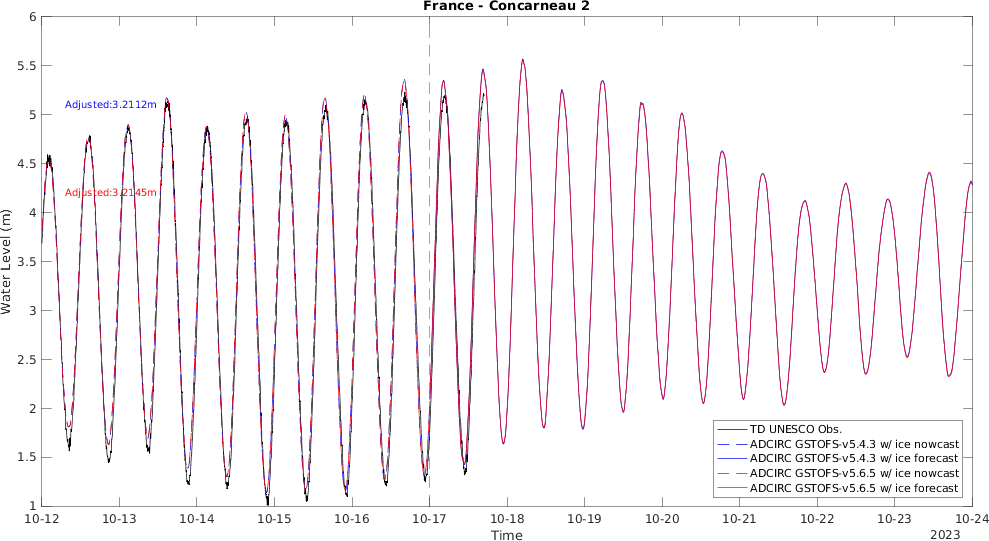 France - Concarneau 2
6
5.5
5
4.5
4
3.5
3
2.5
2
1.5
1
Water Level (m)
Adjusted:3.2112m
Adjusted:3.2145m
TD UNESCO Obs.
ADCIRC GSTOFS-v5.4.3 w/ ice nowcast
ADCIRC GSTOFS-v5.4.3 w/ ice forecast
ADCIRC GSTOFS-v5.6.5 w/ ice nowcast
ADCIRC GSTOFS-v5.6.5 w/ ice forecast
10-12 10-13 10-14 10-15 10-16 10-17 10-18 10-19 10-20 10-21 10-22 10-23 10-24
Time
2023